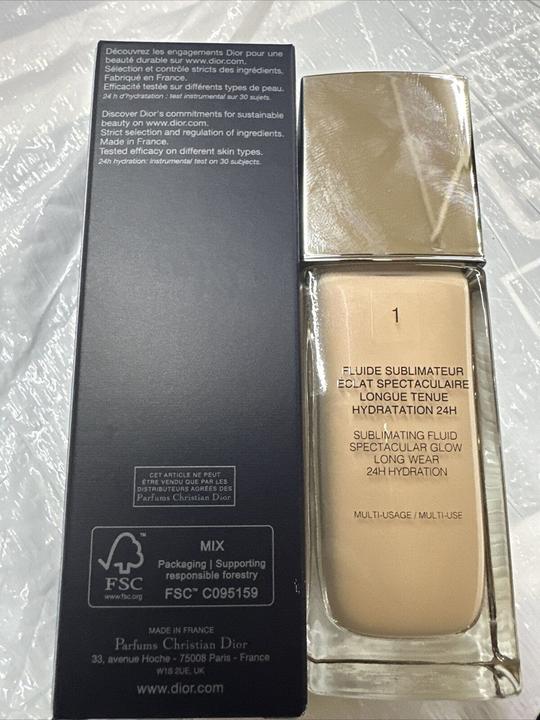 Découvrez les engagements Dior pour une
beauté durable sur www.dior.com.
Sélection et contrôle stricts des ingrédients.
Fabriqué en France.
Efficacité testée sur différents types de peau.
24 h d'hydratation : test instrumental sur 30 sujets.
Discover Dior's commitments for sustainable
beauty on www.dior.com.
Strict selection and regulation of ingredients.
Made in France.
Tested efficacy on different skin types.
24h hydration: instrumental test on 30 subjects.
CET ARTICLE NE PEUT
ÊTRE VENDU QUE PAR LES
DISTRIBUTEURS AGRÉÉS DES
Parfums Christian Dior
FSC
www.fsc.org
MIX
Packaging | Supporting
responsible forestry
FSC™ C095159
MADE IN FRANCE
Parfums Christian Dior
33, avenue Hoche - 75008 Paris - France
W1S 2UE, UK
www.dior.com
1
FLUIDE SUBLIMATEUR
ÉCLAT SPECTACULAIRE
LONGUE TENUE
HYDRATATION 24H
SUBLIMATING FLUID
SPECTACULAR GLOW
LONG WEAR
24H HYDRATION
MULTI-USAGE / MULTI-USE